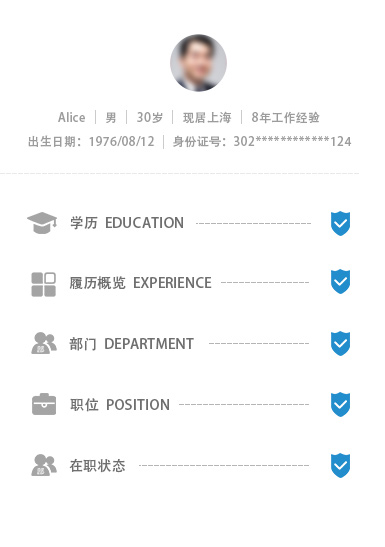 Alice 男 30岁 现居上海 8年工作经验
出生日期：1976/08/12 身份证号：302************124
学历 EDUCATION
履历概览 EXPERIENCE
部门 DEPARTMENT
职位 POSITION
在职状态